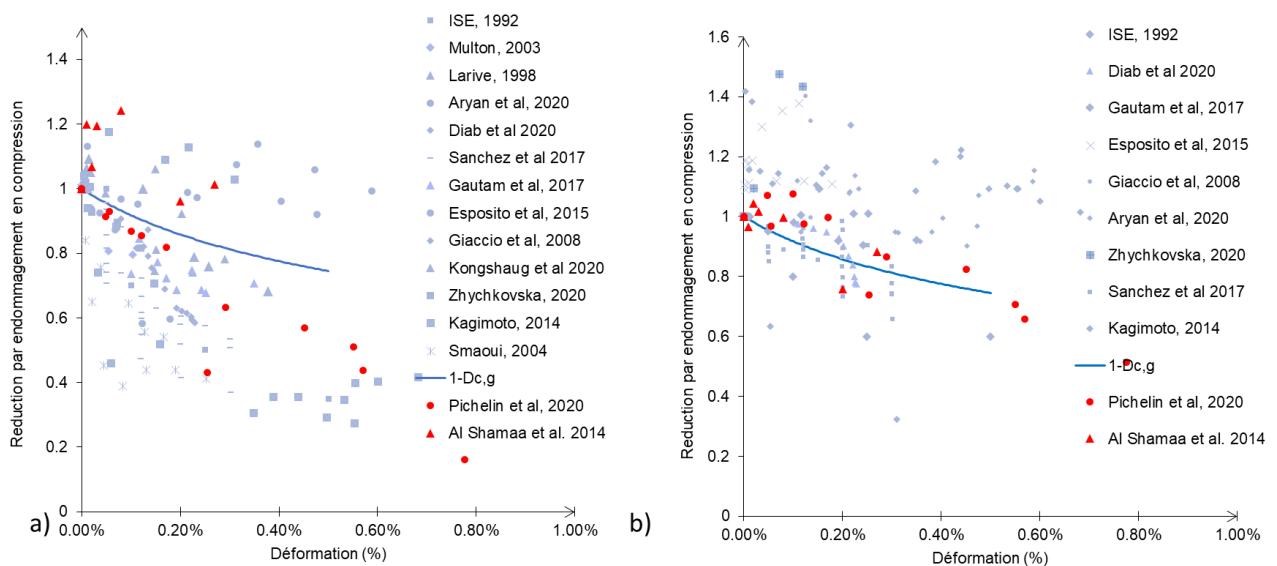 Reduction par endommagement en compression
1.4
1.2
1
0.8
0.6
0.4
0.2
0
0.00%
0.20%
0.40%
0.60%
0.80%
1.00%
Déformation (%)
a)
ISE, 1992
Multon, 2003
Larive, 1998
Aryan et al, 2020
Diab et al 2020
Sanchez et al 2017
Gautam et al, 2017
Esposito et al, 2015
Giaccio et al, 2008
Kongshaug et al 2020
Zhychkovska, 2020
Kagimoto, 2014
Smaoui, 2004
1-Dc,g
Pichelin et al, 2020
Al Shamaa et al. 2014
Reduction par endommagement en compression
1.6
1.4
1.2
1
0.8
0.6
0.4
0.2
0
0.00%
0.20%
0.40%
0.60%
0.80%
1.00%
Déformation (%)
b)
ISE, 1992
Diab et al 2020
Gautam et al, 2017
Esposito et al, 2015
Giaccio et al, 2008
Aryan et al, 2020
Zhychkovska, 2020
Sanchez et al 2017
Kagimoto, 2014
1-Dc,g
Pichelin et al, 2020
Al Shamaa et al. 2014